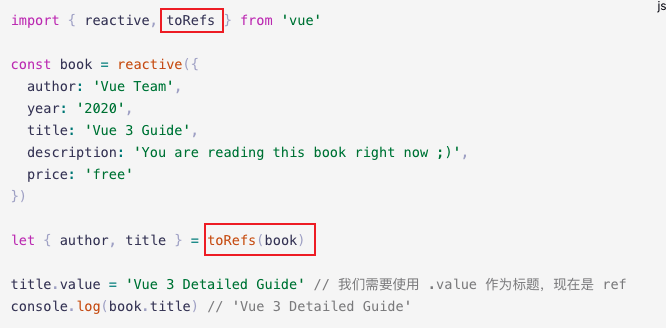 js
import { reactive, toRefs } from 'vue'
const book = reactive({
author: 'Vue Team',
year: '2020',
title: 'Vue 3 Guide',
description: 'You are reading this book right now ;)',
price: 'free'
})
let { author, title } = toRefs(book)
title.value = 'Vue 3 Detailed Guide' // 我们需要使用 .value 作为标题，现在是 ref
console.log(book.title) // 'Vue 3 Detailed Guide'